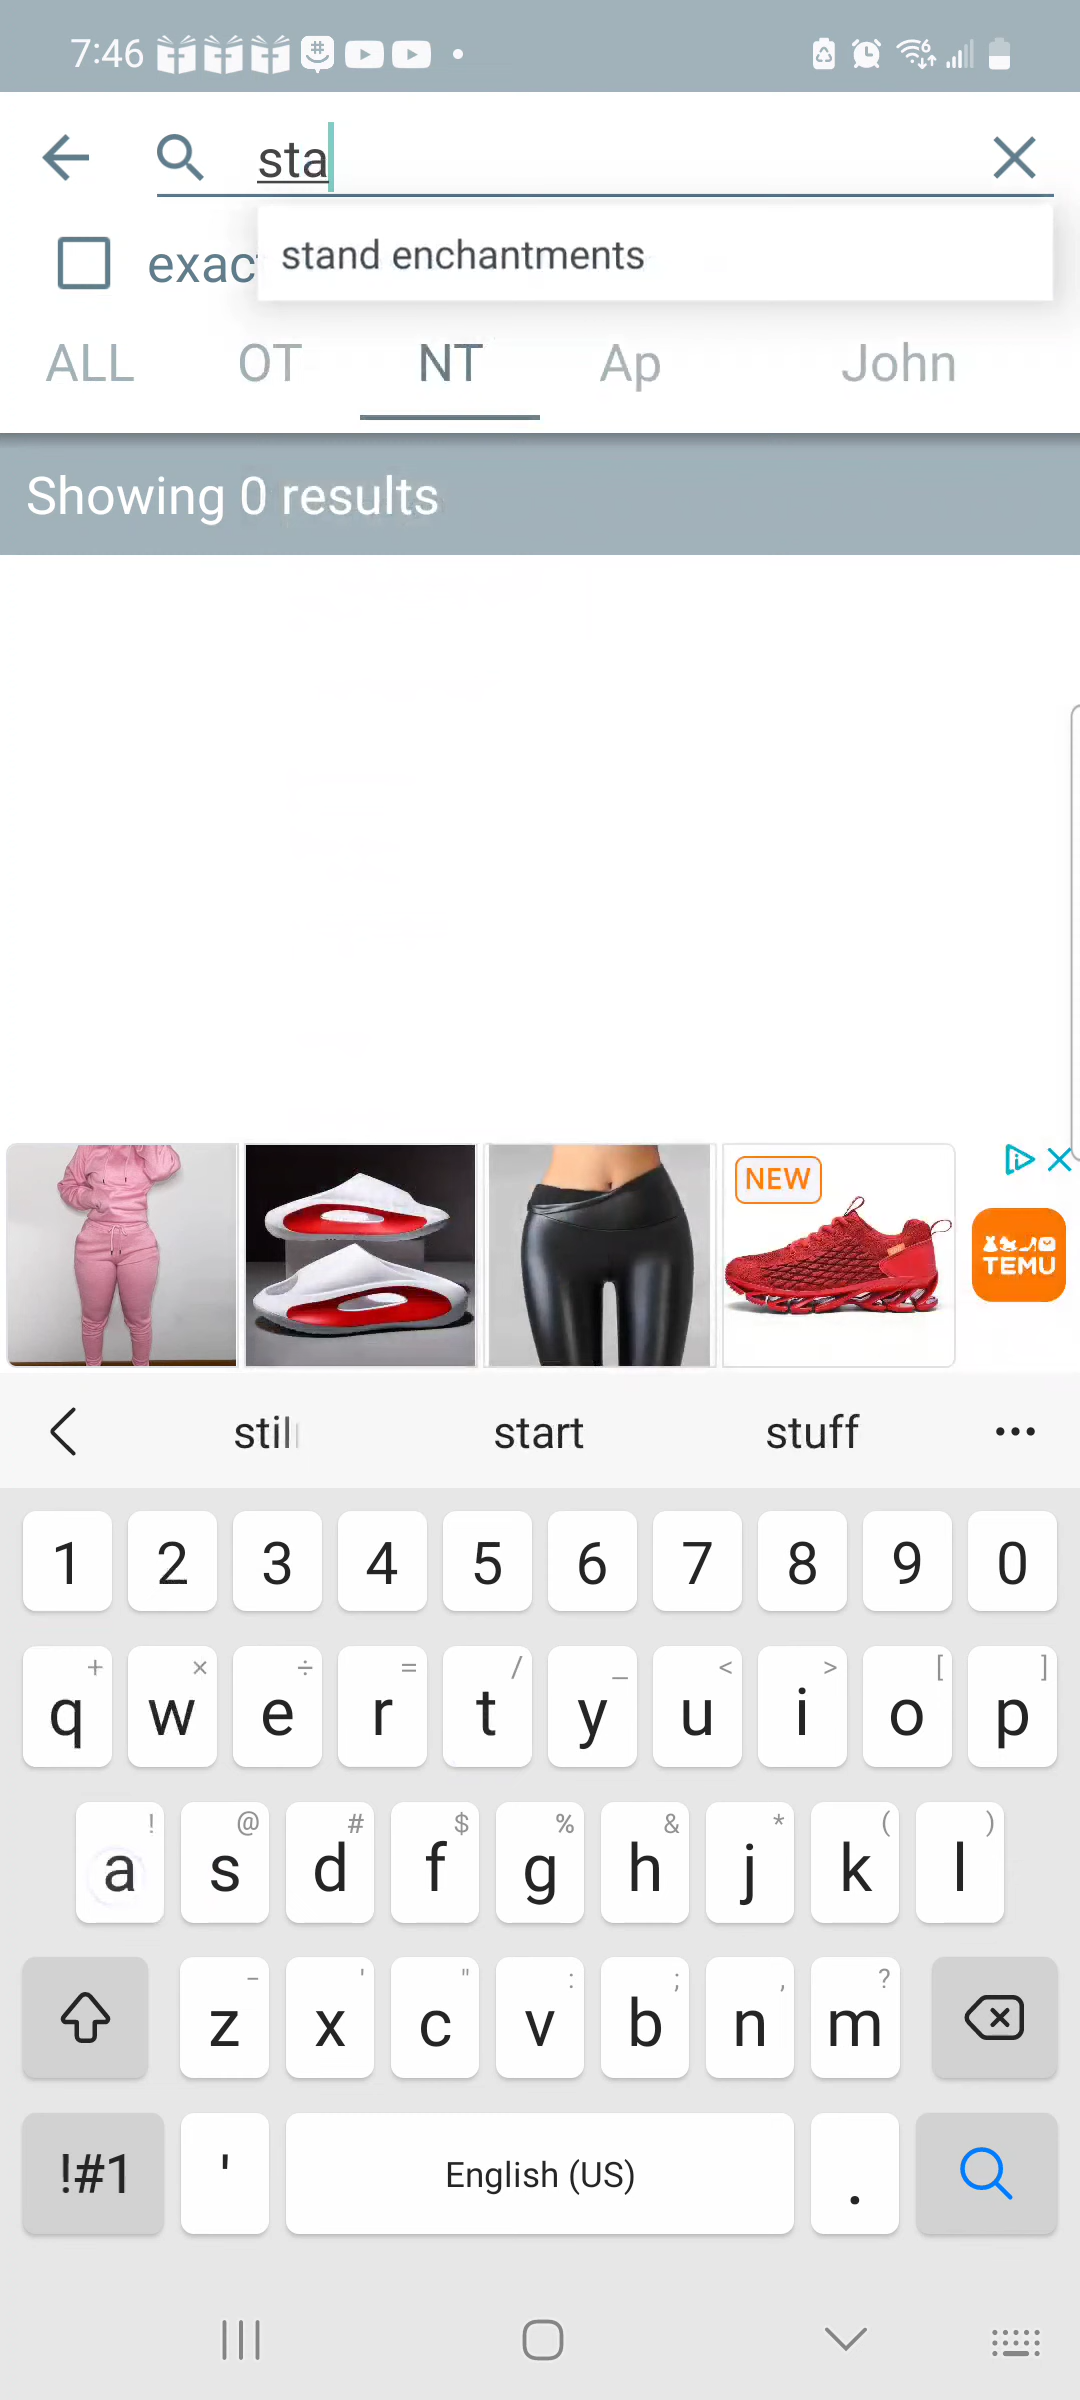 7:46
sta
stand enchantments
exac
ALL OT NT Ap John
Showing 0 results
NEW
TEMU
stil start stuff
1 2 3 4 5 6 7 8 9 0
+ × ÷ = / _ < > [ ]
q w e r t y u i o p
! @ # $ % & * ( )
a s d f g h j k l
- ' " : ; , ?
z x c v b n m
!#1 ' English (US) .